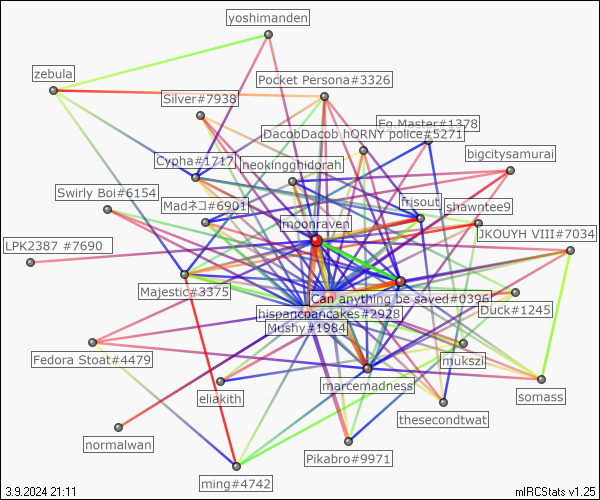 yoshimanden
zebula
Pocket Persona#3326
Silver#7938
Eg.Master#1378
DacobDacob hORNY police#5271
bigcitysamurai
Cypha#1717
heokingghidorah
Swirly Boi#6154
Madネコ#6901
frisout
shawntee9
moonraven
JKOUYH VIII#7034
LPK2387 #7690
Majestic#3375
Can anything be saved#0396
Duck#1245
hispancpancakes#2928
Mushy#1984
Fedora Stoat#4479
mukszi
marcemadness
eliakith
somass
thesecondtwat
normalwan
Pikabro#9971
ming#4742
3.9.2024 21:11
mIRCStats v1.25